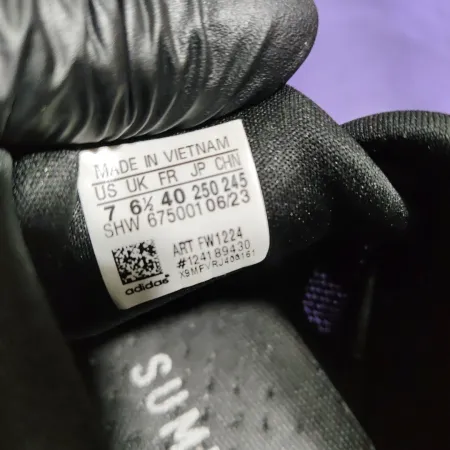 MADE IN VIETNAM
US UK FR JP CHN
7 6½ 40 250 245
SHW 675001 06/23
ART FW1224
#124189430
X9MFVRJ400161
adidas
SUM